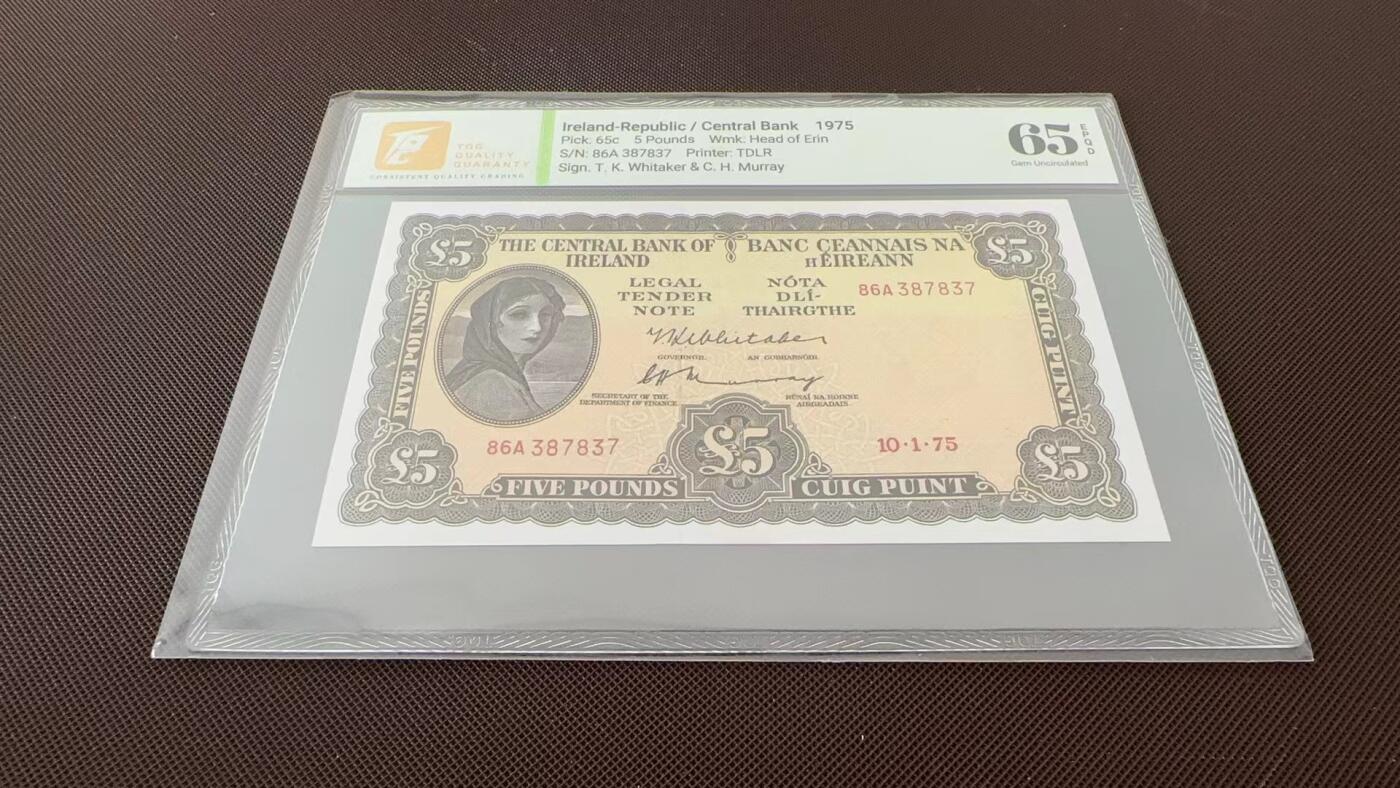 TQG
QUALITY
GUARANTY
CONSISTENT QUALITY GRADING
Ireland-Republic / Central Bank 1975
Pick: 65c 5 Pounds Wmk: Head of Erin
S/N: 86A 387837 Printer: TDLR
Sign. T. K. Whitaker & C. H. Murray
65
EPQD
Gem Uncirculated
£5
THE CENTRAL BANK OF
IRELAND
BANC CEANNAIS NA
hÉIREANN
£5
LEGAL
TENDER
NOTE
NÓTA
DLÍ-
THAIRGTHE
86A 387837
FIVE POUNDS
CUIG PUINT
TKWhitaker
GOVERNOR.
AN GOBHARNÓIR.
CHMurray
SECRETARY OF THE
DEPARTMENT OF FINANCE
RÚNAÍ NA ROINNE
AIRGEADAIS.
86A 387837
10·1·75
£5
£5
£5
FIVE POUNDS
CUIG PUINT